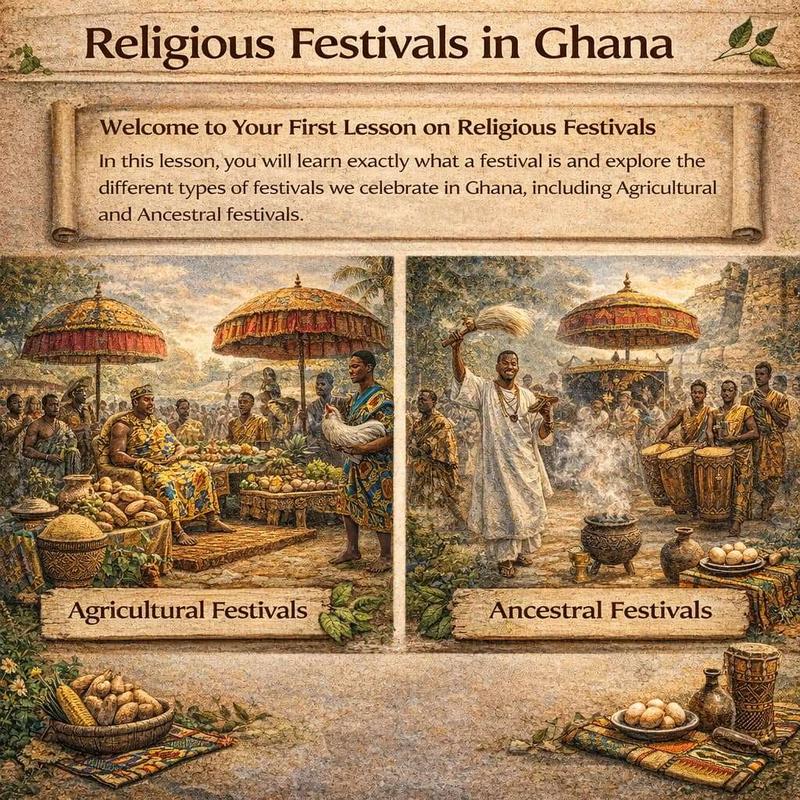 Religious Festivals in Ghana
Welcome to Your First Lesson on Religious Festivals
In this lesson, you will learn exactly what a festival is and explore the
different types of festivals we celebrate in Ghana, including Agricultural
and Ancestral festivals.
Agricultural Festivals
Ancestral Festivals